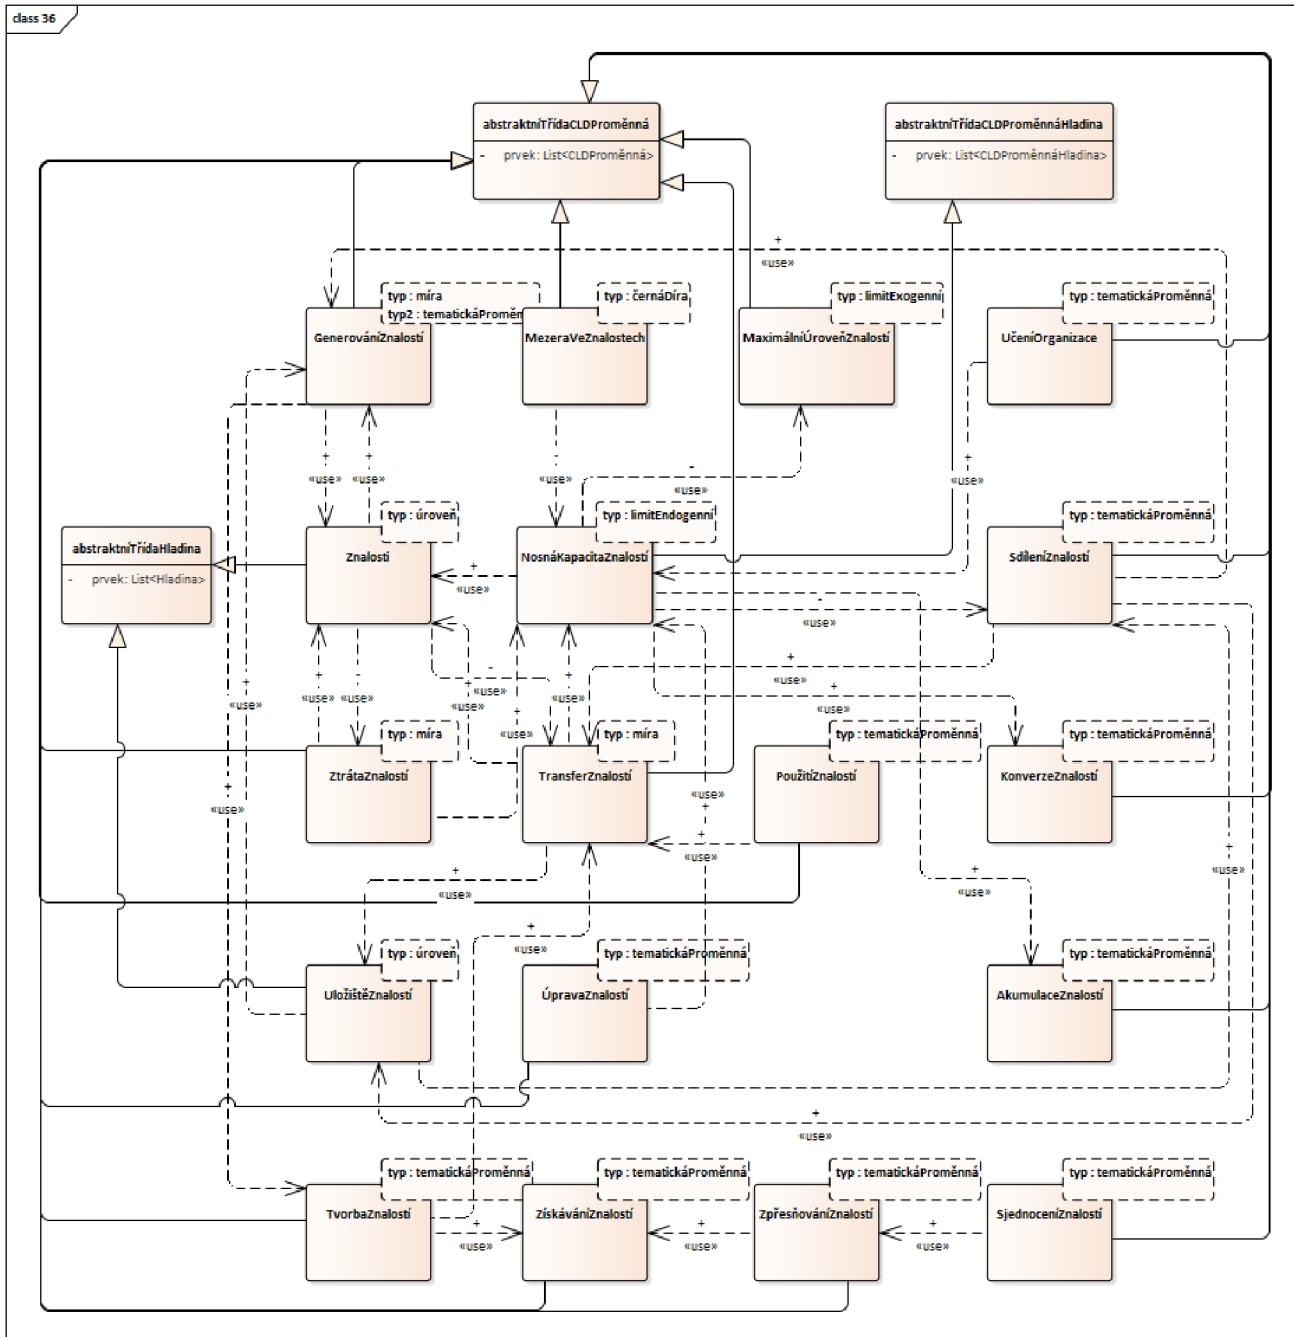 class 36
abstraktníTřídaCLDProměnná
- prvek: List<CLDProměnná>
abstraktníTřídaCLDProměnnáHladina
- prvek: List<CLDProměnnáHladina>
+
«use»
typ : míra
typ2 : tematickáProměn
GenerováníZnalostí
typ : černáDíra
MezeraVeZnalostech
typ : limitExogenní
MaximálníÚroveňZnalostí
typ : tematickáProměnná
UčeníOrganizace
+
«use»
+
«use»
-
«use»
-
«use»
+
«use»
typ : úroveň
Znalosti
typ : limitEndogenní
NosnáKapacitaZnalostí
typ : tematickáProměnná
SdíleníZnalostí
abstraktníTřídaHladina
- prvek: List<Hladina>
+
«use»
-
«use»
+
«use»
-
«use»
-
«use»
+
«use»
+
«use»
+
«use»
+
«use»
+
«use»
+
«use»
typ : míra
ZtrátaZnalostí
typ : míra
TransferZnalostí
typ : tematickáProměnná
PoužitíZnalostí
typ : tematickáProměnná
KonverzeZnalostí
+
«use»
«use»
+
+
«use»
+
«use»
+
«use»
+
«use»
+
«use»
typ : úroveň
UložištěZnalostí
typ : tematickáProměnná
ÚpravaZnalostí
typ : tematickáProměnná
AkumulaceZnalostí
+
«use»
typ : tematickáProměnná
TvorbaZnalostí
typ : tematickáProměnná
ZískáváníZnalostí
typ : tematickáProměnná
ZpřesňováníZnalostí
typ : tematickáProměnná
SjednoceníZnalostí
+
«use»
+
«use»
+
«use»